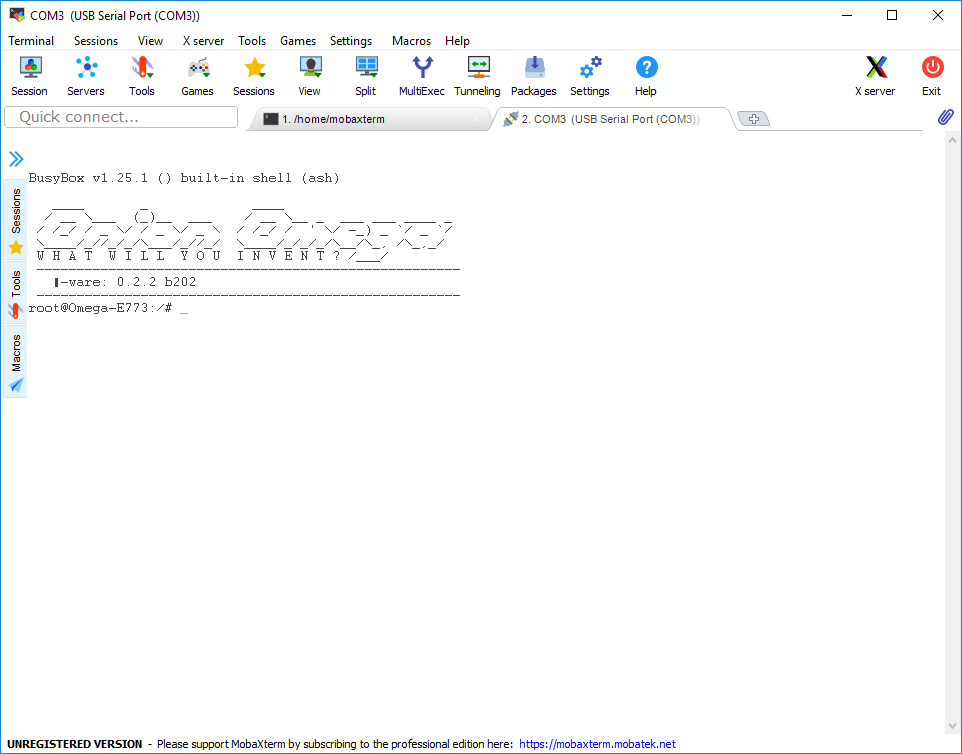 COM3 (USB Serial Port (COM3))
Terminal Sessions View X server Tools Games Settings Macros Help
Session Servers Tools Games Sessions View Split MultiExec Tunneling Packages Settings Help X server Exit
Quick connect...
1. /home/mobaxterm
2. COM3 (USB Serial Port (COM3))
Sessions
Tools
Macros
BusyBox v1.25.1 () built-in shell (ash)
Onion Omega
W H A T W I L L Y O U I N V E N T ?
-ware: 0.2.2 b202
root@Omega-E773:/# _
UNREGISTERED VERSION - Please support MobaXterm by subscribing to the professional edition here: https://mobaxterm.mobatek.net